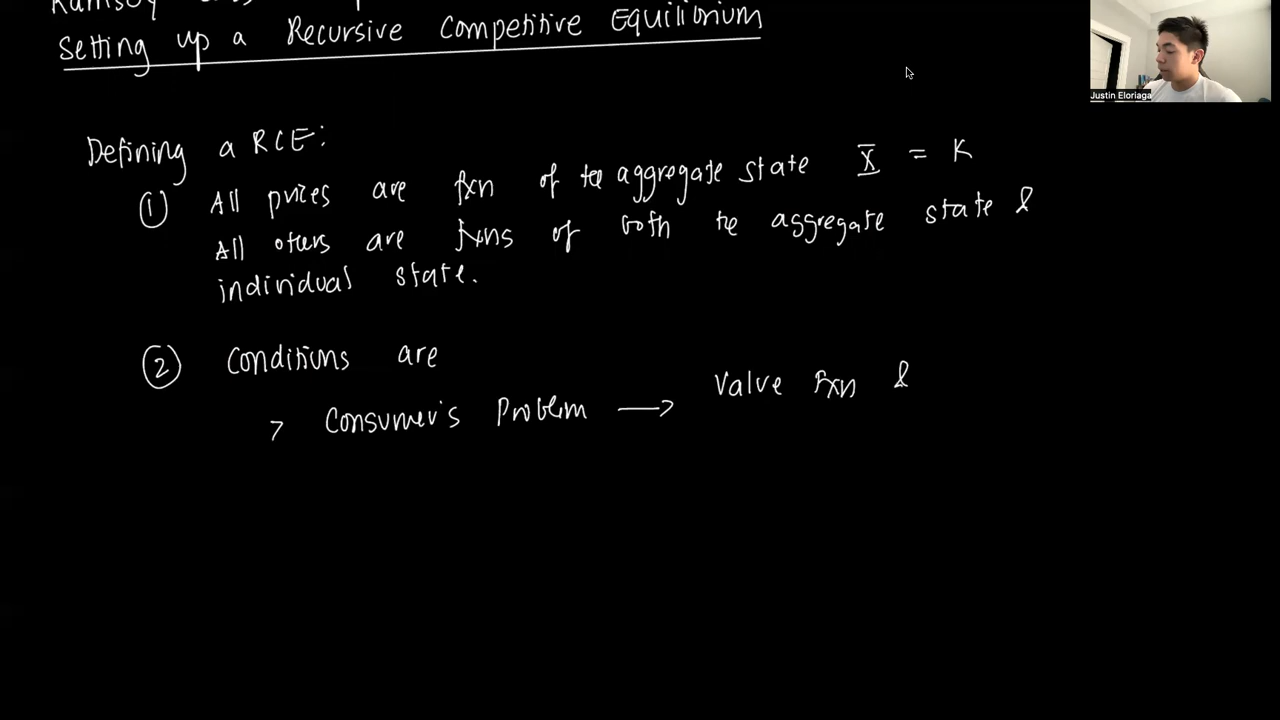 Setting up a Recursive Competitive Equilibrium
Justin Eloriaga
Defining a RCE:
① All prices are fxn of the aggregate state X = K
All others are fxns of both the aggregate state &
individual state.
② Conditions are
> Consumer's Problem → Value Fxn &